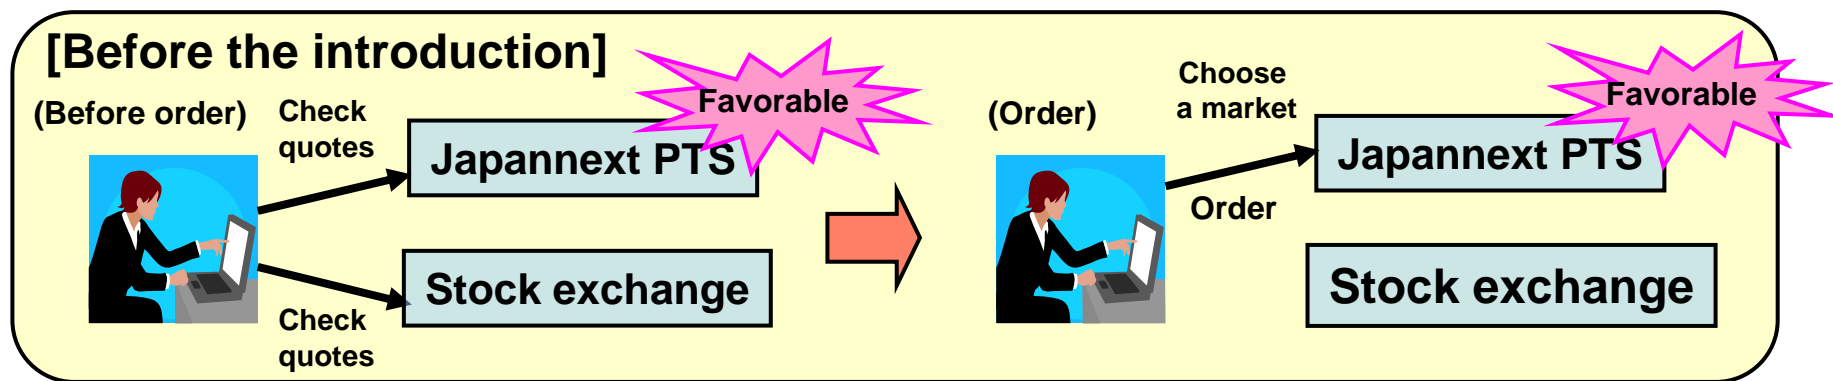 [Before the introduction]
(Before order)
Check
quotes
Japannext PTS
Favorable
Stock exchange
Check
quotes
(Order)
Choose
a market
Order
Japannext PTS
Favorable
Stock exchange